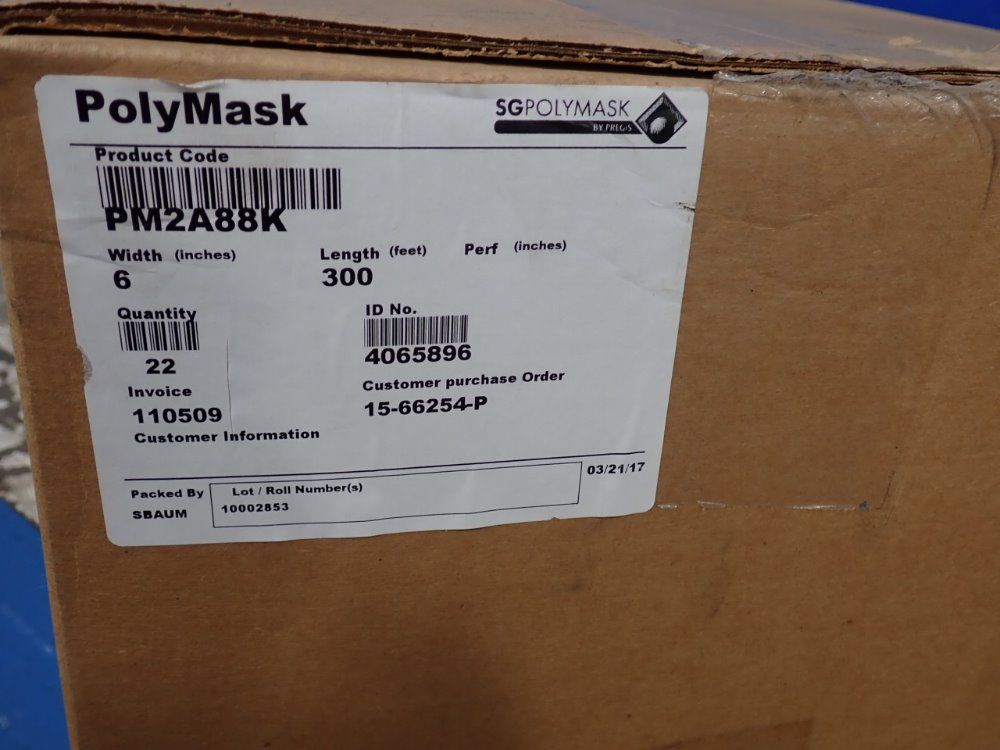 PolyMask
SGPOLYMASK
BY PREGIS
Product Code
PM2A88K
Width (inches) Length (feet) Perf (inches)
6 300
Quantity ID No.
22 4065896
Invoice Customer purchase Order
110509 15-66254-P
Customer Information
03/21/17
Packed By Lot / Roll Number(s)
SBAUM 10002853